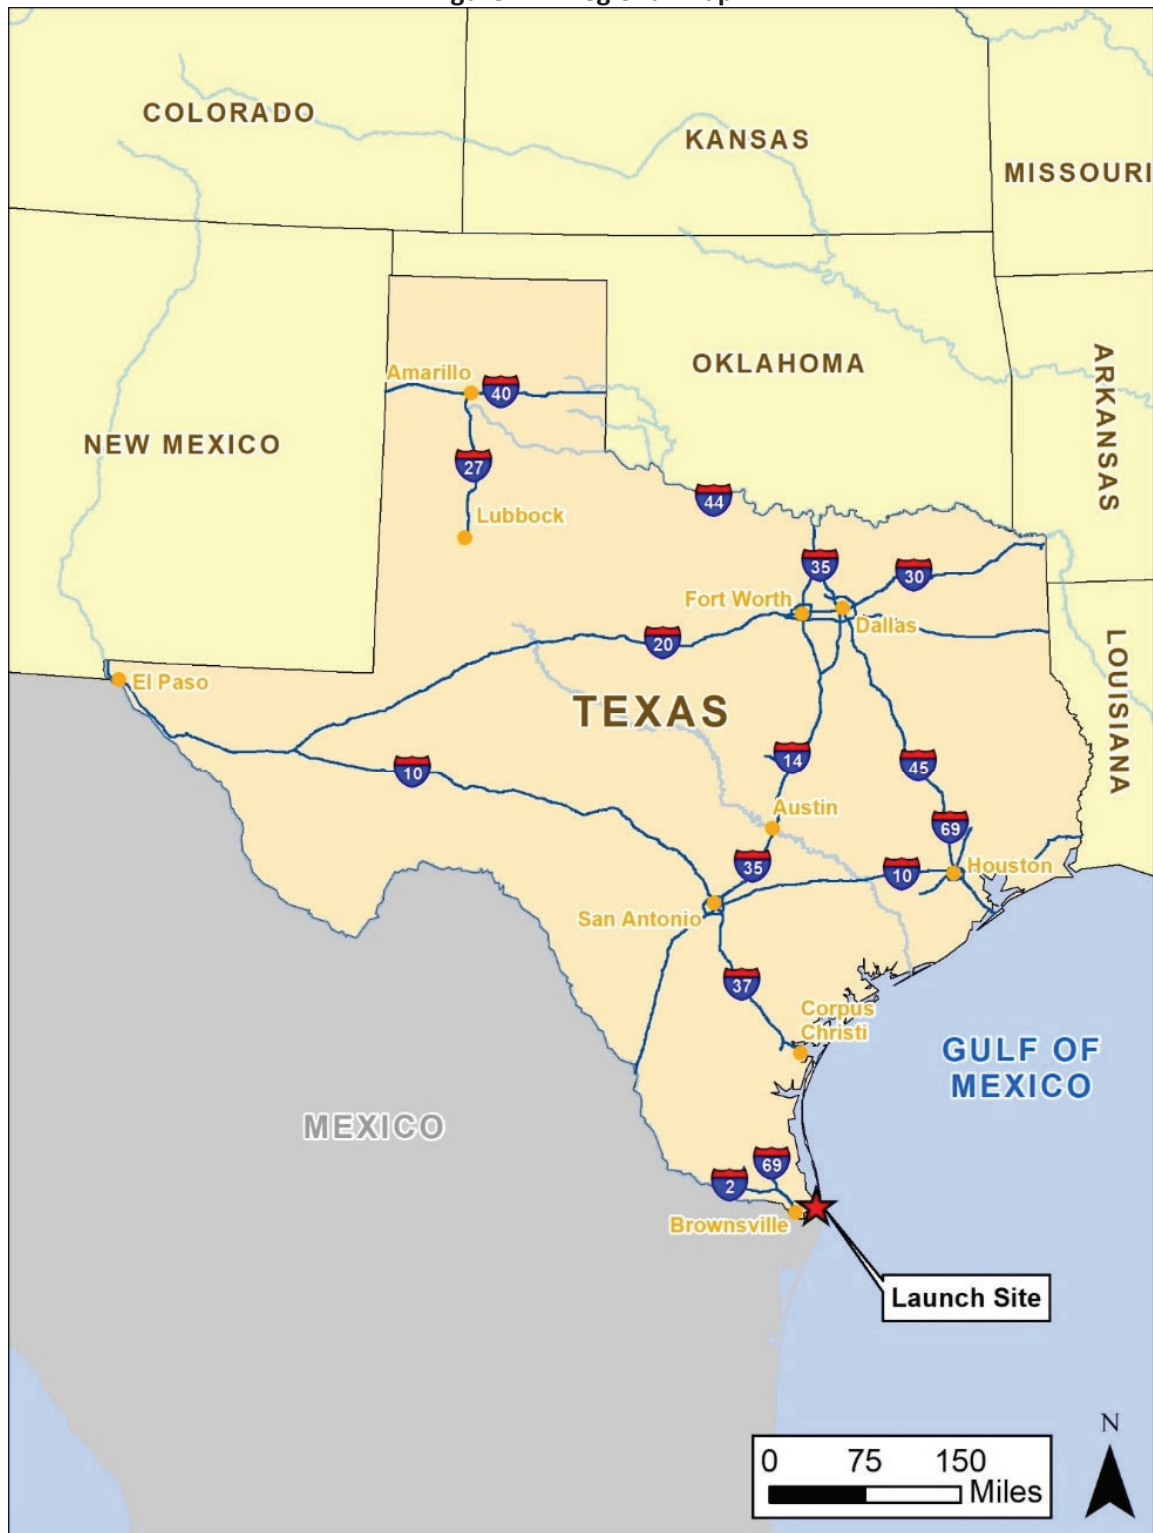 COLORADO
KANSAS
MISSOURI
OKLAHOMA
ARKANSAS
Amarillo
40
NEW MEXICO
27
44
Lubbock
35
30
Fort Worth
Dallas
20
LOUISIANA
El Paso
TEXAS
10
14
45
Austin
69
35
10
Houston
San Antonio
37
Corpus
Christi
GULF OF
MEXICO
MEXICO
69
2
Brownsville
Launch Site
N
0 75 150
Miles